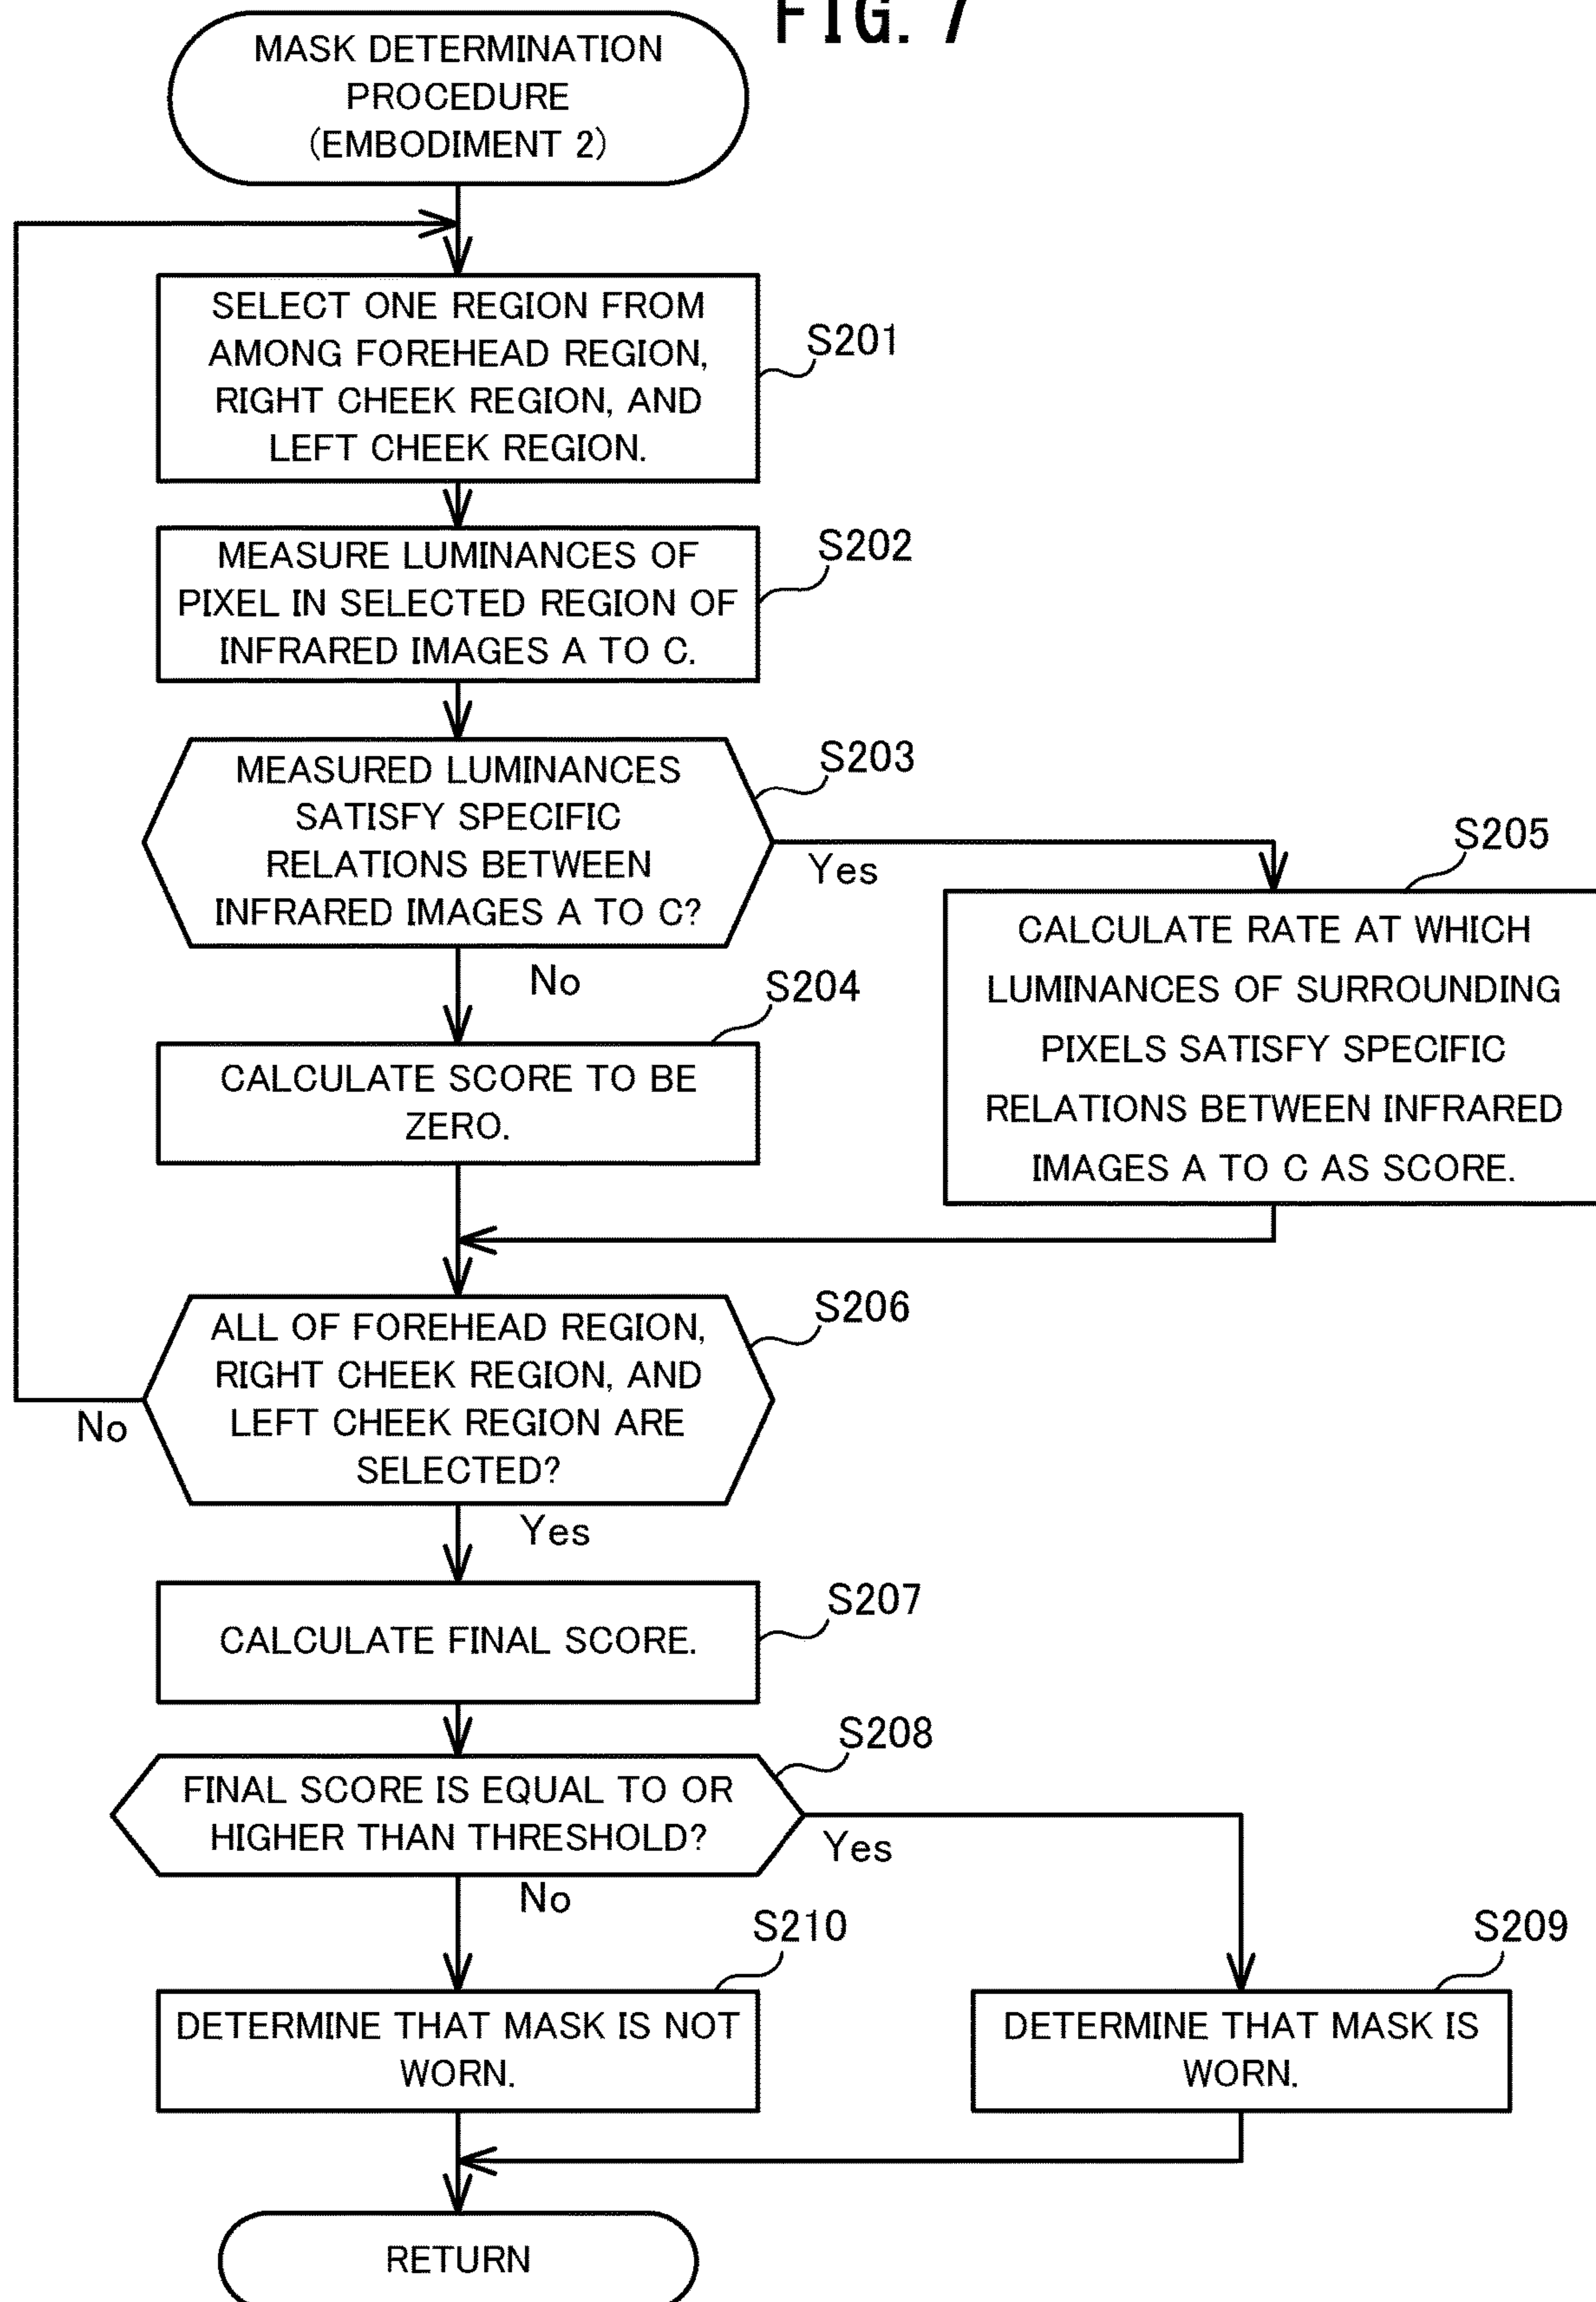 FIG. 7
MASK DETERMINATION
PROCEDURE
(EMBODIMENT 2)
SELECT ONE REGION FROM
AMONG FOREHEAD REGION,
RIGHT CHEEK REGION, AND
LEFT CHEEK REGION.
S201
MEASURE LUMINANCES OF
PIXEL IN SELECTED REGION OF
INFRARED IMAGES A TO C.
S202
MEASURED LUMINANCES
SATISFY SPECIFIC
RELATIONS BETWEEN
INFRARED IMAGES A TO C?
S203
Yes
No
S205
CALCULATE RATE AT WHICH
LUMINANCES OF SURROUNDING
PIXELS SATISFY SPECIFIC
RELATIONS BETWEEN INFRARED
IMAGES A TO C AS SCORE.
S204
CALCULATE SCORE TO BE
ZERO.
S206
ALL OF FOREHEAD REGION,
RIGHT CHEEK REGION, AND
LEFT CHEEK REGION ARE
SELECTED?
No
Yes
S207
CALCULATE FINAL SCORE.
S208
FINAL SCORE IS EQUAL TO OR
HIGHER THAN THRESHOLD?
Yes
No
S210
DETERMINE THAT MASK IS NOT
WORN.
S209
DETERMINE THAT MASK IS
WORN.
RETURN